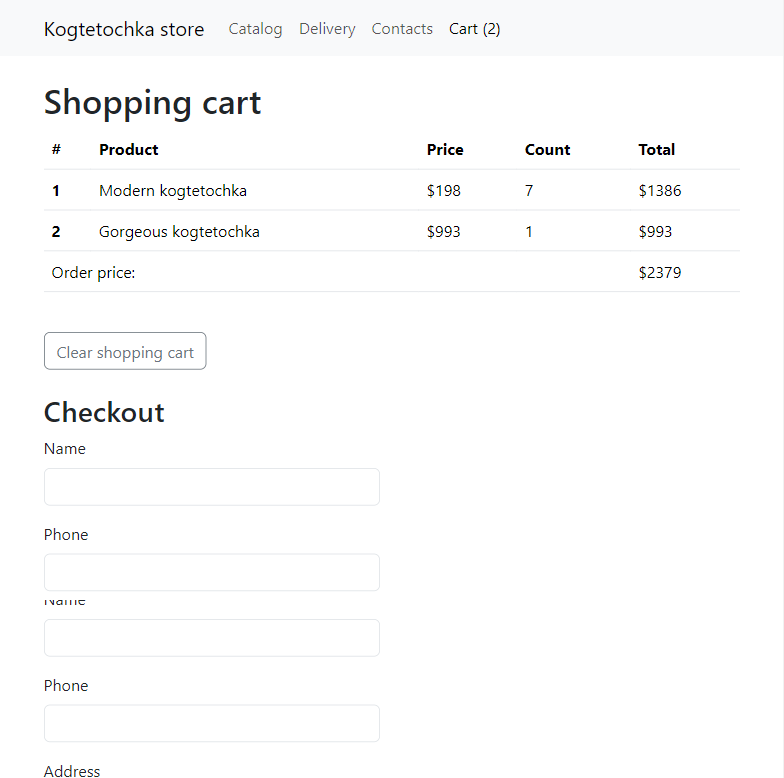 Kogtetochka store Catalog Delivery Contacts Cart (2)
Shopping cart
# Product Price Count Total
1 Modern kogtetochka $198 7 $1386
2 Gorgeous kogtetochka $993 1 $993
Order price: $2379
Clear shopping cart
Checkout
Name
Phone
Name
Phone
Address